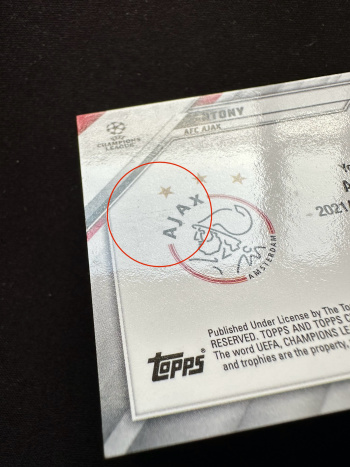 ANTONY
AFC AJAX
CHAMPIONS
LEAGUE
2021/
AJAX
AMSTERDAM
Published Under License by The To
RESERVED. TOPPS AND TOPPS C
The word UEFA, CHAMPIONS LE
and trophies are the property,
TOPPS®